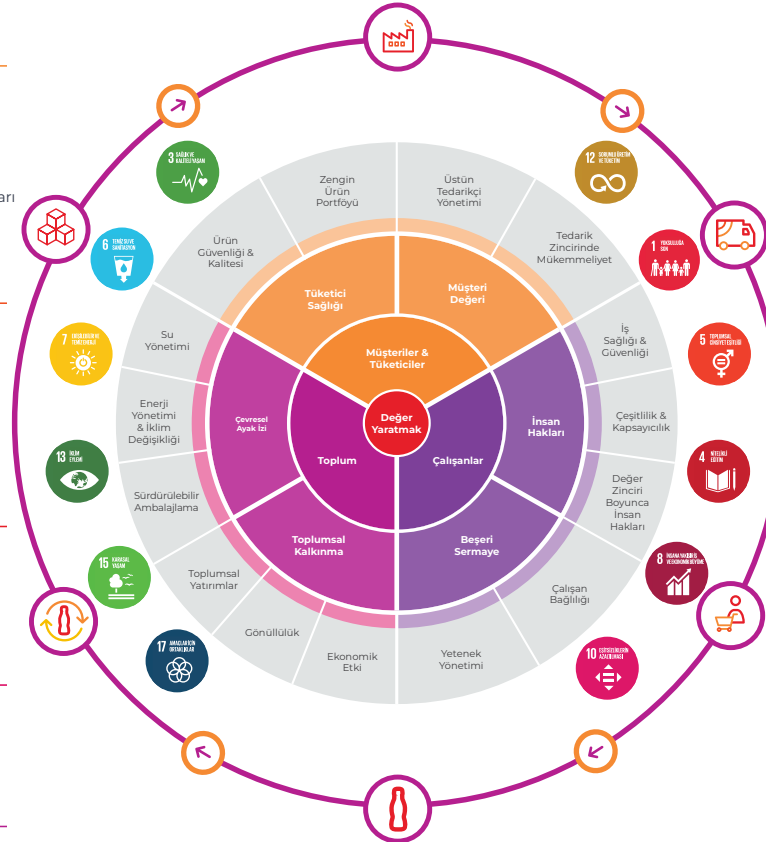 arı
3 SAĞLIK VE
KALİTELİ YAŞAM
12 SORUMLU ÜRETİM
VE TÜKETİM
6 TEMİZ SU VE
SANİTASYON
1 YOKSULLUĞA
SON
7 ERİŞİLEBİLİR VE
TEMİZ ENERJİ
5 TOPLUMSAL
CİNSİYET EŞİTLİĞİ
13 İKLİM
EYLEMİ
4 NİTELİKLİ
EĞİTİM
15 KARASAL
YAŞAM
8 İNSANA YAKIŞIR İŞ
VE EKONOMİK BÜYÜME
17 AMAÇLAR İÇİN
ORTAKLIKLAR
10 EŞİTSİZLİKLERİN
AZALTILMASI
Zengin
Ürün
Portföyü
Üstün
Tedarikçi
Yönetimi
Ürün
Güvenliği &
Kalitesi
Tedarik
Zincirinde
Mükemmeliyet
Su
Yönetimi
İş
Sağlığı &
Güvenliği
Enerji
Yönetimi
& İklim
Değişikliği
Çeşitlilik &
Kapsayıcılık
Sürdürülebilir
Ambalajlama
Değer
Zinciri
Boyunca
İnsan
Hakları
Toplumsal
Yatırımlar
Çalışan
Bağlılığı
Gönüllülük
Ekonomik
Etki
Yetenek
Yönetimi
Tüketici
Sağlığı
Müşteri
Değeri
Müşteriler &
Tüketiciler
Çevresel
Ayak İzi
İnsan
Hakları
Değer
Yaratmak
Toplum
Çalışanlar
Toplumsal
Kalkınma
Beşeri
Sermaye